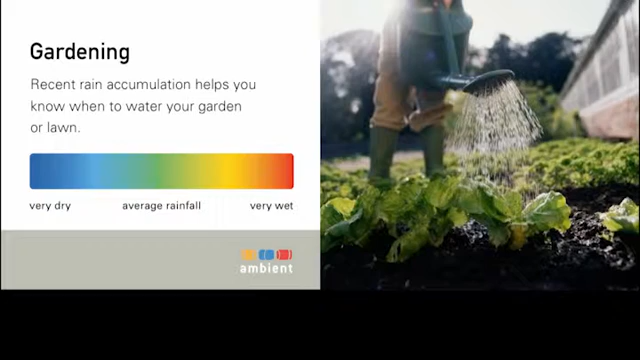 Gardening
Recent rain accumulation helps you
know when to water your garden
or lawn.
very dry average rainfall very wet
ambient